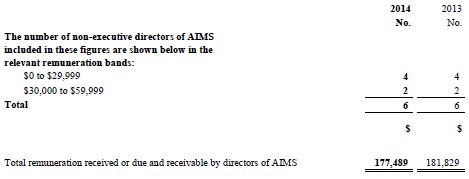 2014 2013
No. No.
The number of non-executive directors of AIMS
included in these figures are shown below in the
relevant remuneration bands:
$0 to $29,999 4 4
$30,000 to $59,999 2 2
Total 6 6
$ $
Total remuneration received or due and receivable by directors of AIMS 177,489 181,829